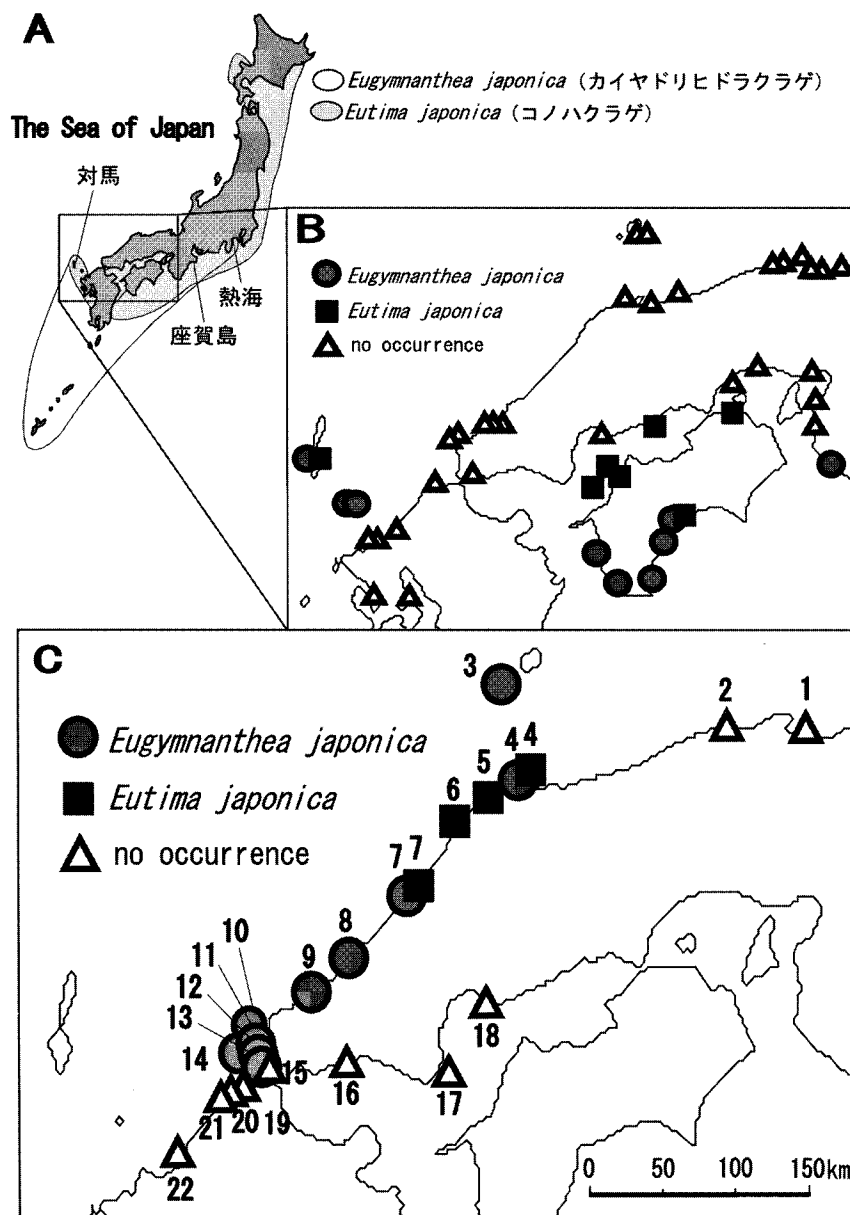 A
Eugymnanthea japonica (カイヤドリヒドラクラゲ)
Eutima japonica (コノハクラゲ)
The Sea of Japan
対馬
熱海
座賀島
B
Eugymnanthea japonica
Eutima japonica
no occurrence
C
Eugymnanthea japonica
Eutima japonica
no occurrence
3
2
1
4 4
5
6
7 7
8
9
10
11
12
13
14
15
16
17
18
19
20
21
22
0 50 100 150km